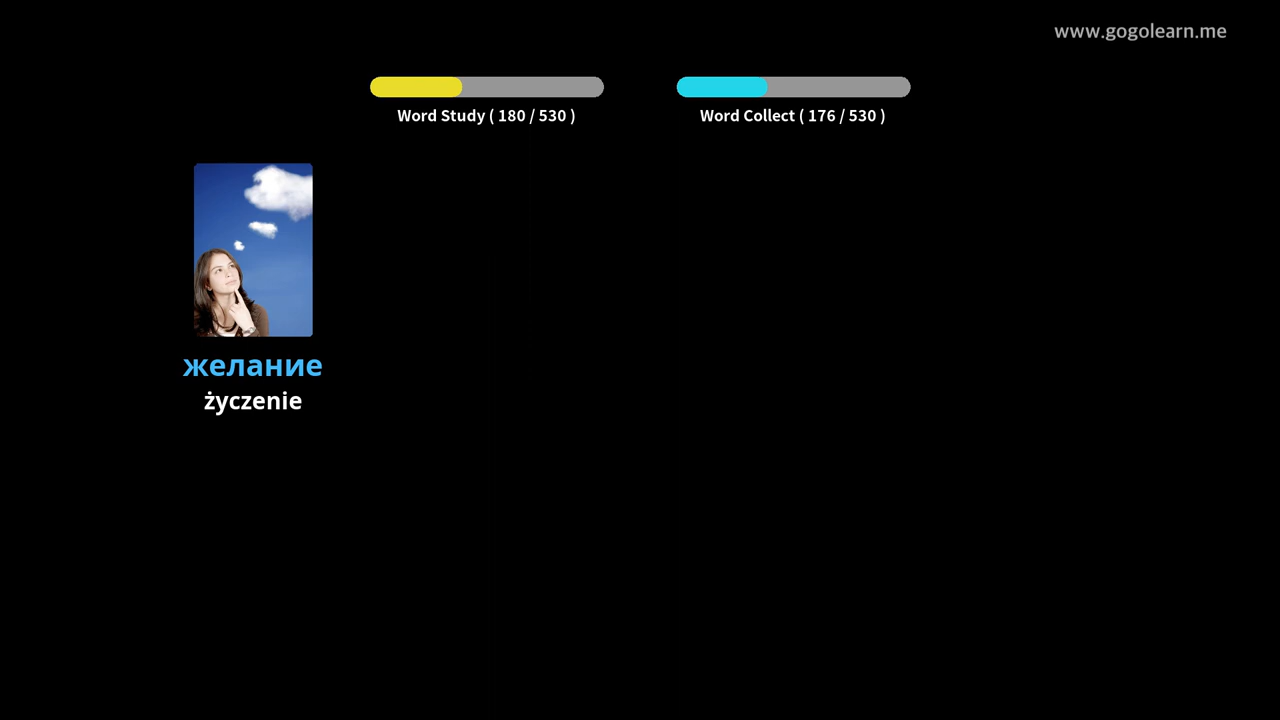 www.gogolearn.me
Word Study ( 180 / 530 )
Word Collect ( 176 / 530 )
желание
życzenie